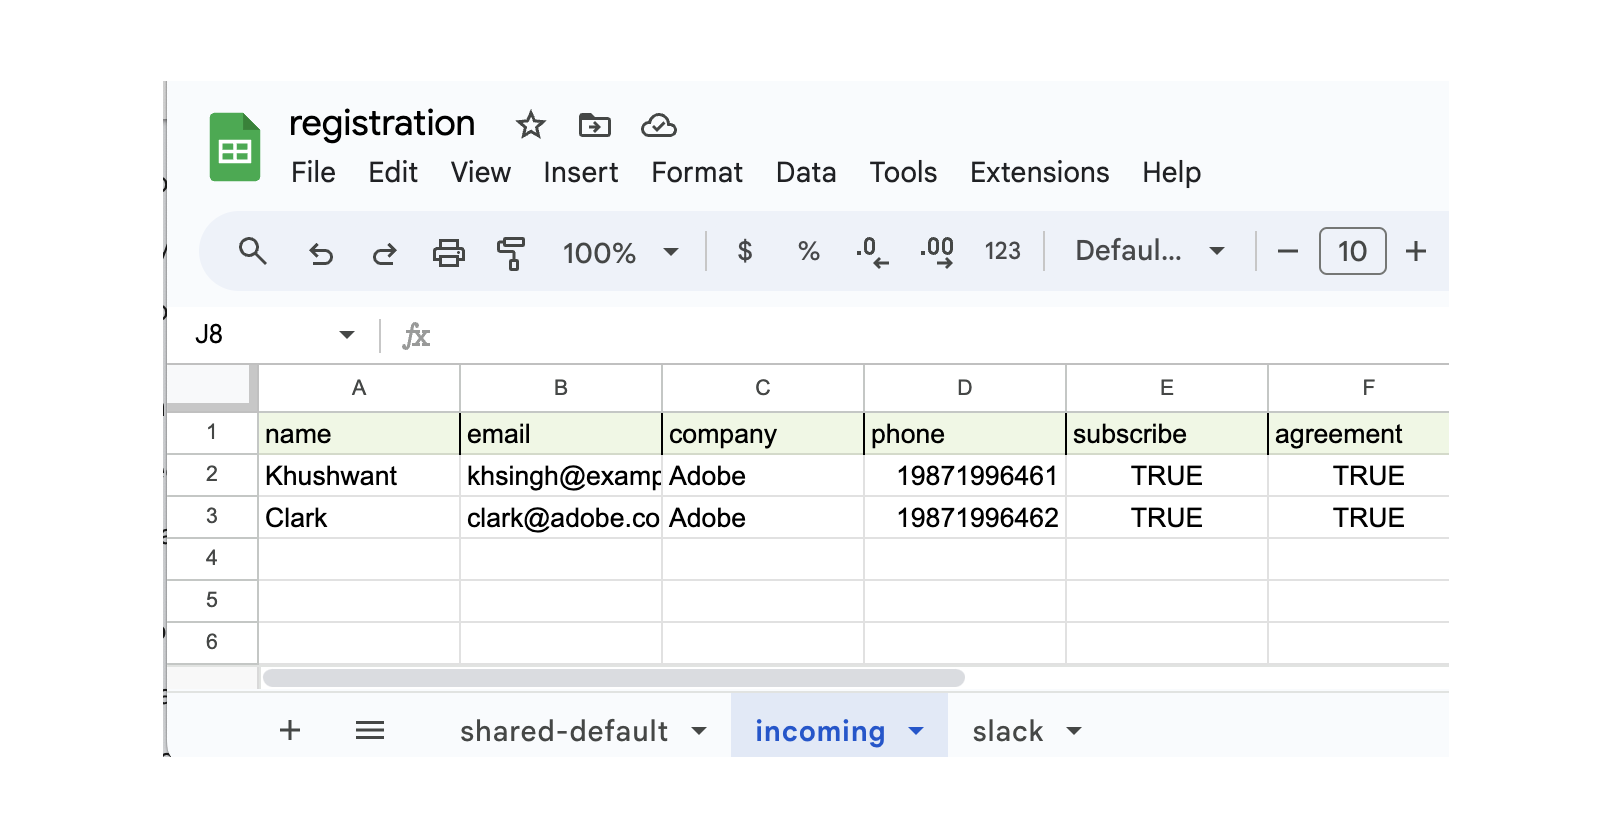 registration
File Edit View Insert Format Data Tools Extensions Help
100% $ % .0 .00 123 Defaul... 10
J8 fx
A B C D E F
1 name email company phone subscribe agreement
2 Khushwant khsingh@examp Adobe 19871996461 TRUE TRUE
3 Clark clark@adobe.co Adobe 19871996462 TRUE TRUE
4
5
6
shared-default incoming slack